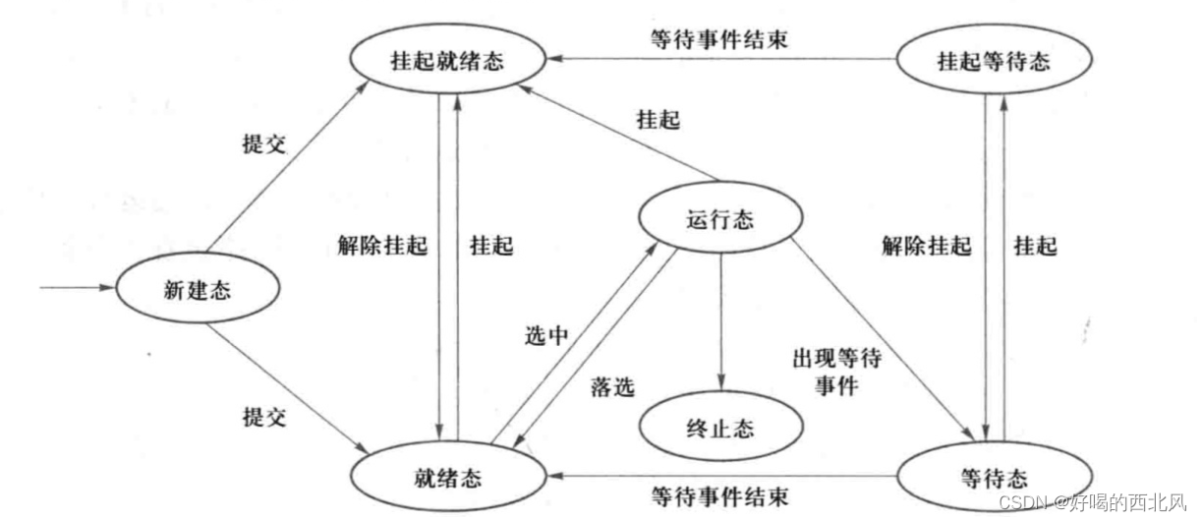 等待事件结束
挂起就绪态
挂起等待态
挂起
提交
运行态
解除挂起
挂起
解除挂起
挂起
新建态
选中
出现等待
事件
落选
提交
终止态
就绪态
等待态
等待事件结束
CSDN @好喝的西北风